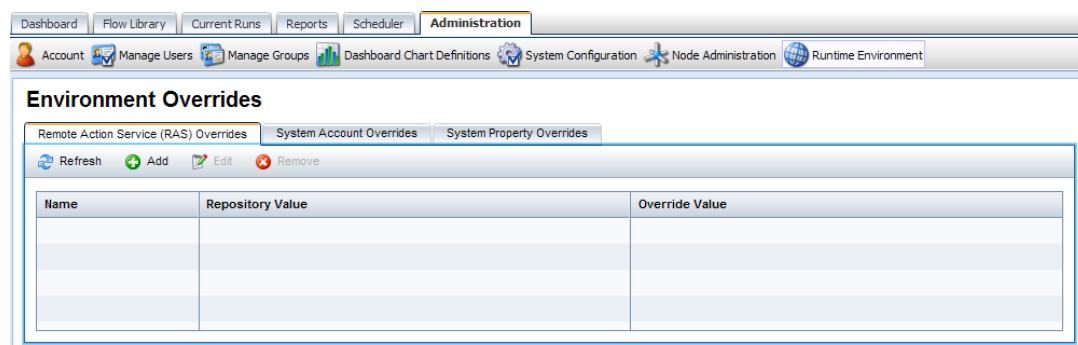 Dashboard Flow Library Current Runs Reports Scheduler Administration
Account Manage Users Manage Groups Dashboard Chart Definitions System Configuration Node Administration Runtime Environment
Environment Overrides
Remote Action Service (RAS) Overrides System Account Overrides System Property Overrides
Refresh Add Edit Remove
Name Repository Value Override Value